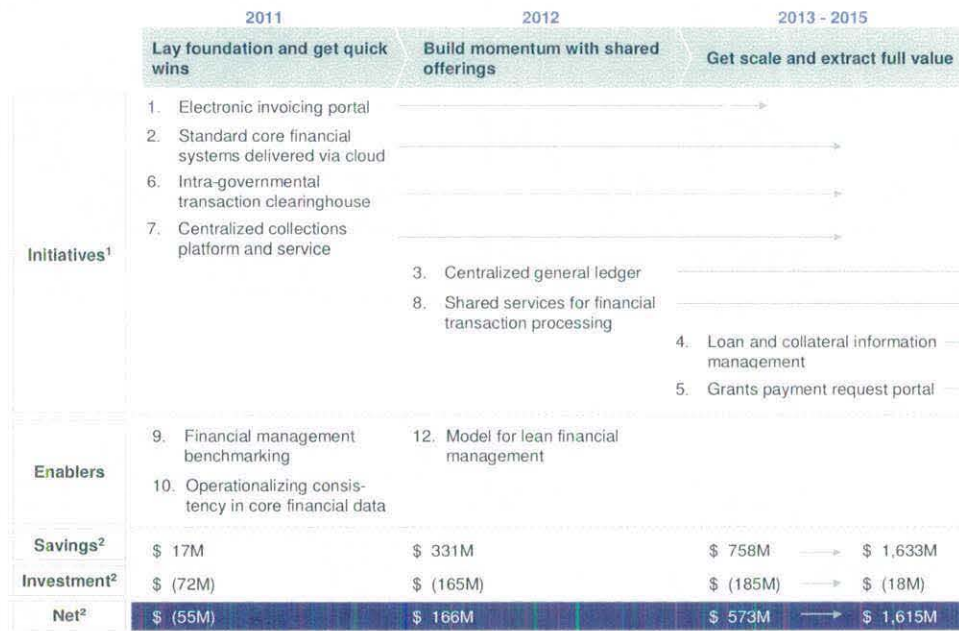 2011
2012
2013 - 2015
Lay foundation and get quick
wins
Build momentum with shared
offerings
Get scale and extract full value
Initiatives¹
1. Electronic invoicing portal
2. Standard core financial
systems delivered via cloud
6. Intra-governmental
transaction clearinghouse
7. Centralized collections
platform and service
3. Centralized general ledger
8. Shared services for financial
transaction processing
4. Loan and collateral information
management
5. Grants payment request portal
Enablers
9. Financial management
benchmarking
10. Operationalizing consis-
tency in core financial data
12. Model for lean financial
management
Savings² $ 17M $ 331M $ 758M $ 1,633M
Investment² $ (72M) $ (165M) $ (185M) $ (18M)
Net² $ (55M) $ 166M $ 573M $ 1,615M